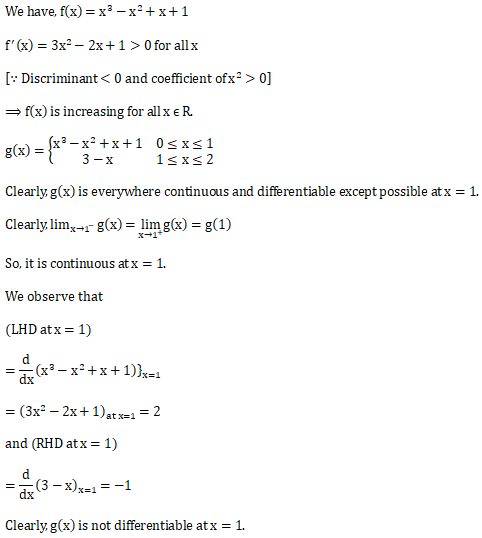 We have, f(x) = x³ − x² + x + 1
f′(x) = 3x² − 2x + 1 > 0 for all x
[∵ Discriminant < 0 and coefficient of x² > 0]
⟹ f(x) is increasing for all x ϵ R.
g(x) = { x³ − x² + x + 1 0 ≤ x ≤ 1
3 − x 1 ≤ x ≤ 2
Clearly, g(x) is everywhere continuous and differentiable except possible at x = 1.
Clearly, limₓ→₁⁻ g(x) = lim x→1⁺ g(x) = g(1)
So, it is continuous at x = 1.
We observe that
(LHD at x = 1)
= d/dx (x³ − x² + x + 1)}ₓ₌₁
= (3x² − 2x + 1)at x=1 = 2
and (RHD at x = 1)
= d/dx (3 − x)ₓ₌₁ = −1
Clearly, g(x) is not differentiable at x = 1.